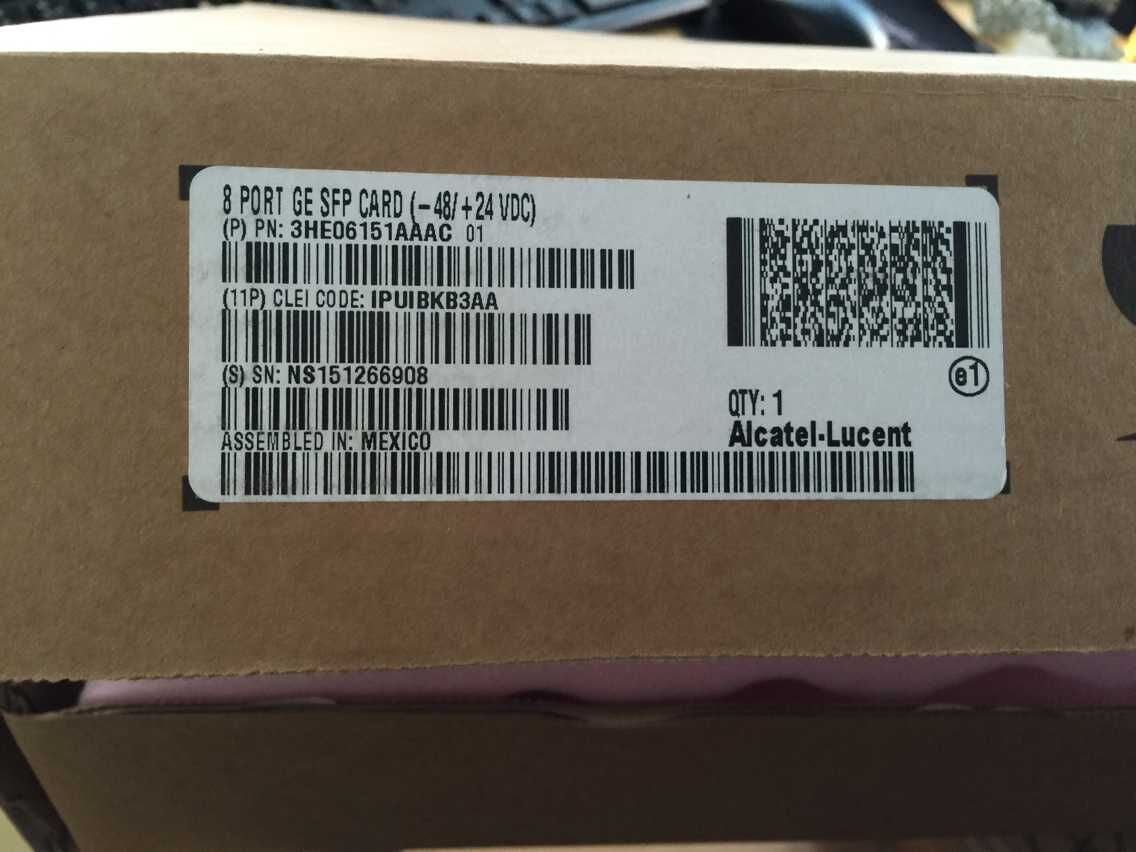 8 PORT GE SFP CARD (-48/+24 VDC)
(P) PN: 3HE06151AAAC 01
(11P) CLEI CODE: IPUIBKB3AA
(S) SN: NS151266908
ASSEMBLED IN: MEXICO
e1
QTY: 1
Alcatel-Lucent